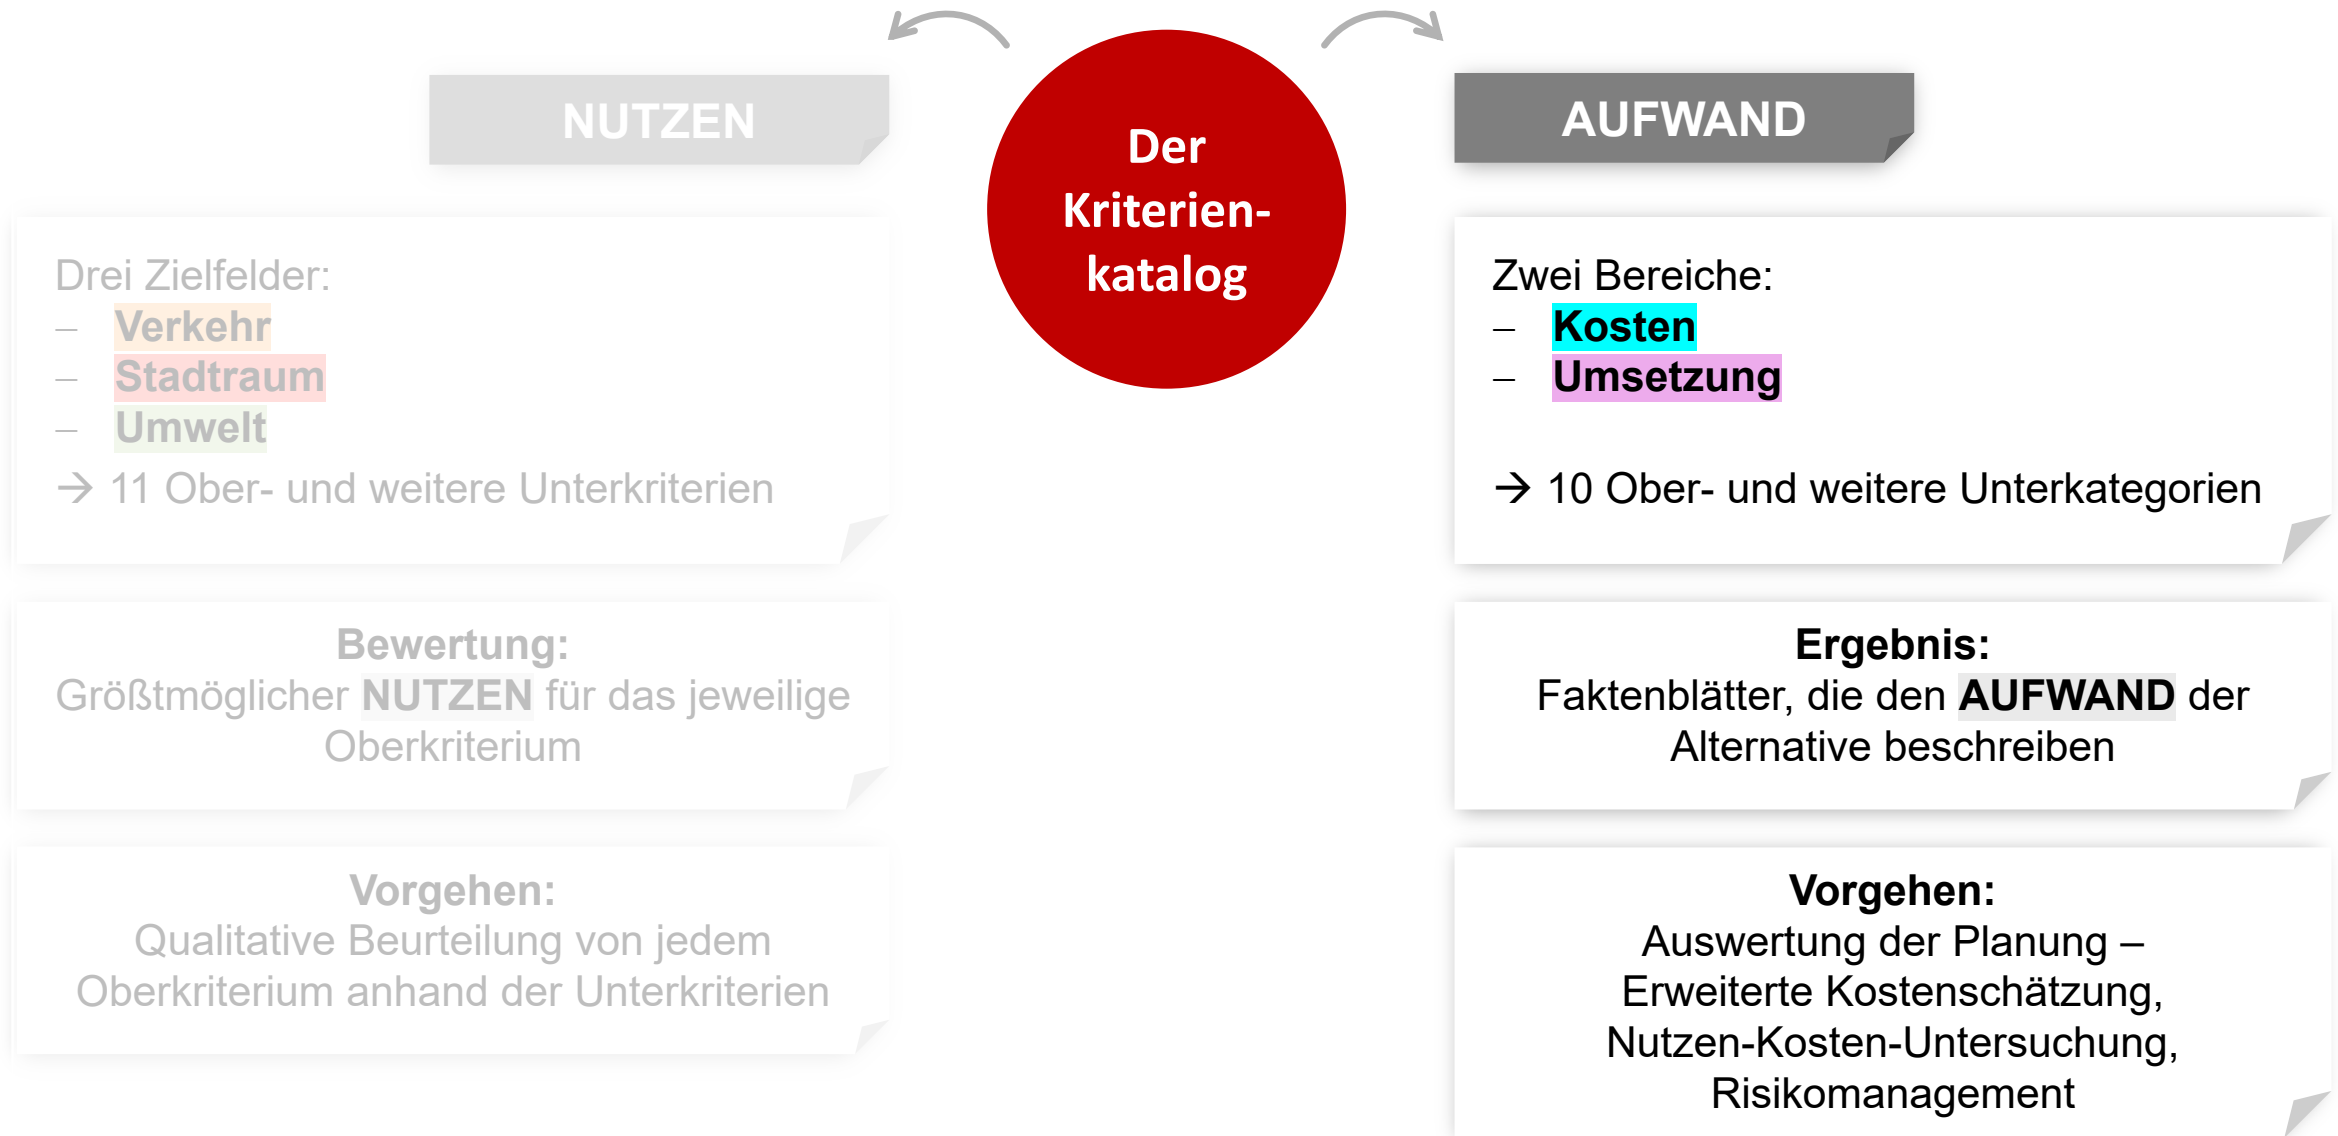 Der
Kriterien-
katalog
NUTZEN
Drei Zielfelder:
– Verkehr
– Stadtraum
– Umwelt
→ 11 Ober- und weitere Unterkriterien
Bewertung:
Größtmöglicher NUTZEN für das jeweilige
Oberkriterium
Vorgehen:
Qualitative Beurteilung von jedem
Oberkriterium anhand der Unterkriterien
AUFWAND
Zwei Bereiche:
– Kosten
– Umsetzung
→ 10 Ober- und weitere Unterkategorien
Ergebnis:
Faktenblätter, die den AUFWAND der
Alternative beschreiben
Vorgehen:
Auswertung der Planung –
Erweiterte Kostenschätzung,
Nutzen-Kosten-Untersuchung,
Risikomanagement